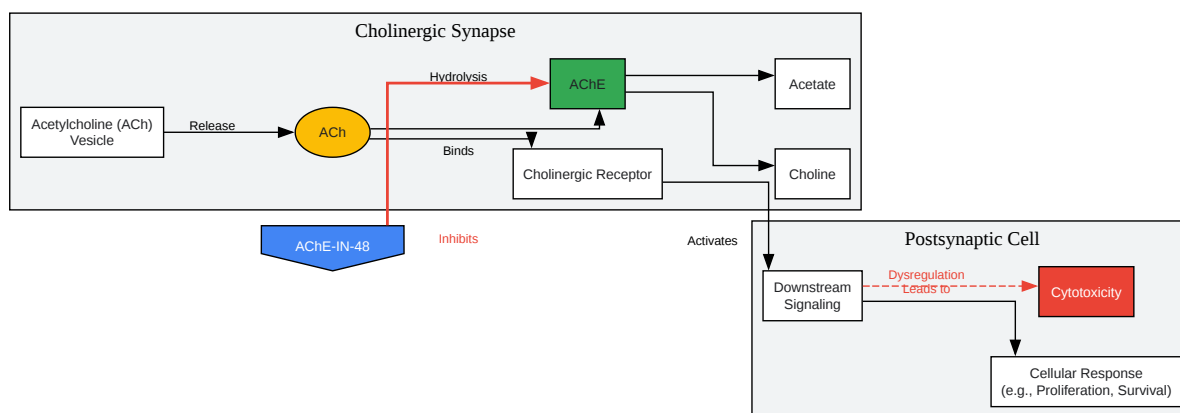 Cholinergic Synapse
Hydrolysis
AChE
Acetate
Acetylcholine (ACh)
Vesicle
Release
ACh
Binds
Cholinergic Receptor
Choline
AChE-IN-48
Inhibits
Activates
Postsynaptic Cell
Downstream
Signaling
Dysregulation
Leads to
Cytotoxicity
Cellular Response
(e.g., Proliferation, Survival)